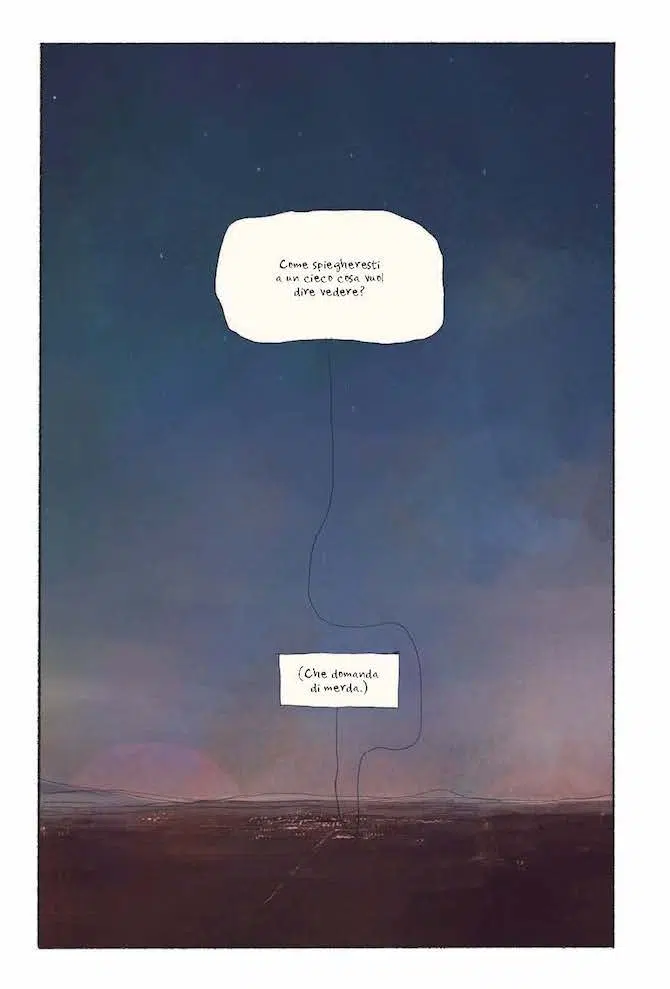 Come spiegheresti
a un cieco cosa vuol
dire vedere?
(Che domanda
di merda.)